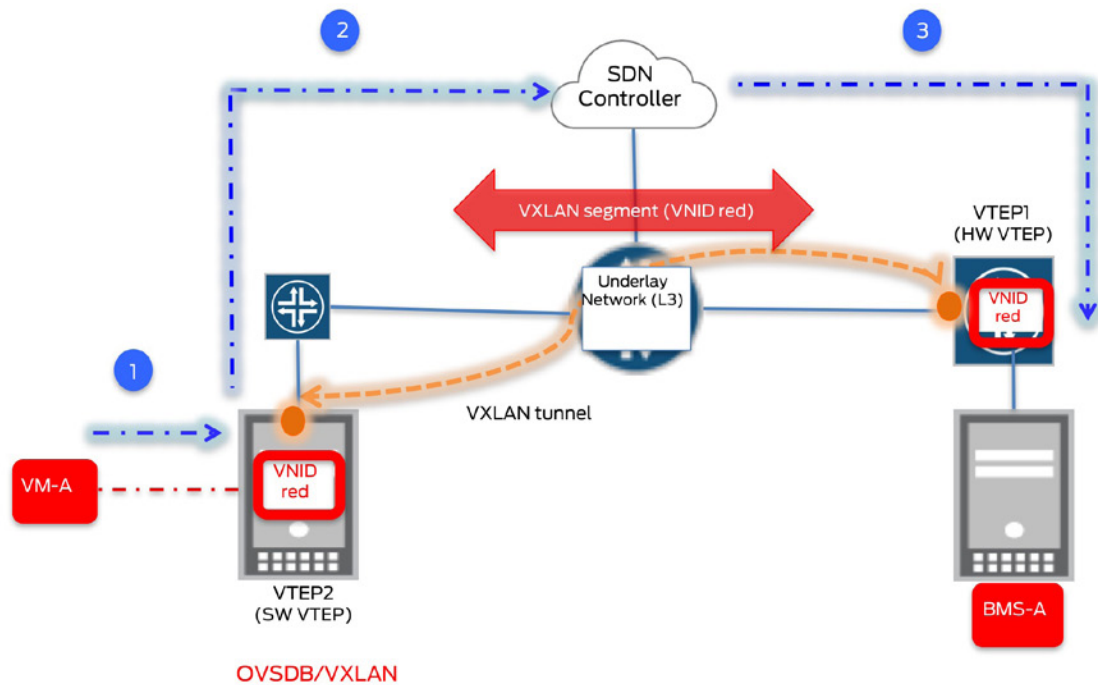 2
3
SDN
Controller
VXLAN segment (VNID red)
VTEP1
(HW VTEP)
Underlay
Network (L3)
VNID
red
1
VXLAN tunnel
VM-A
VNID
red
VTEP2
(SW VTEP)
BMS-A
OVSDB/VXLAN